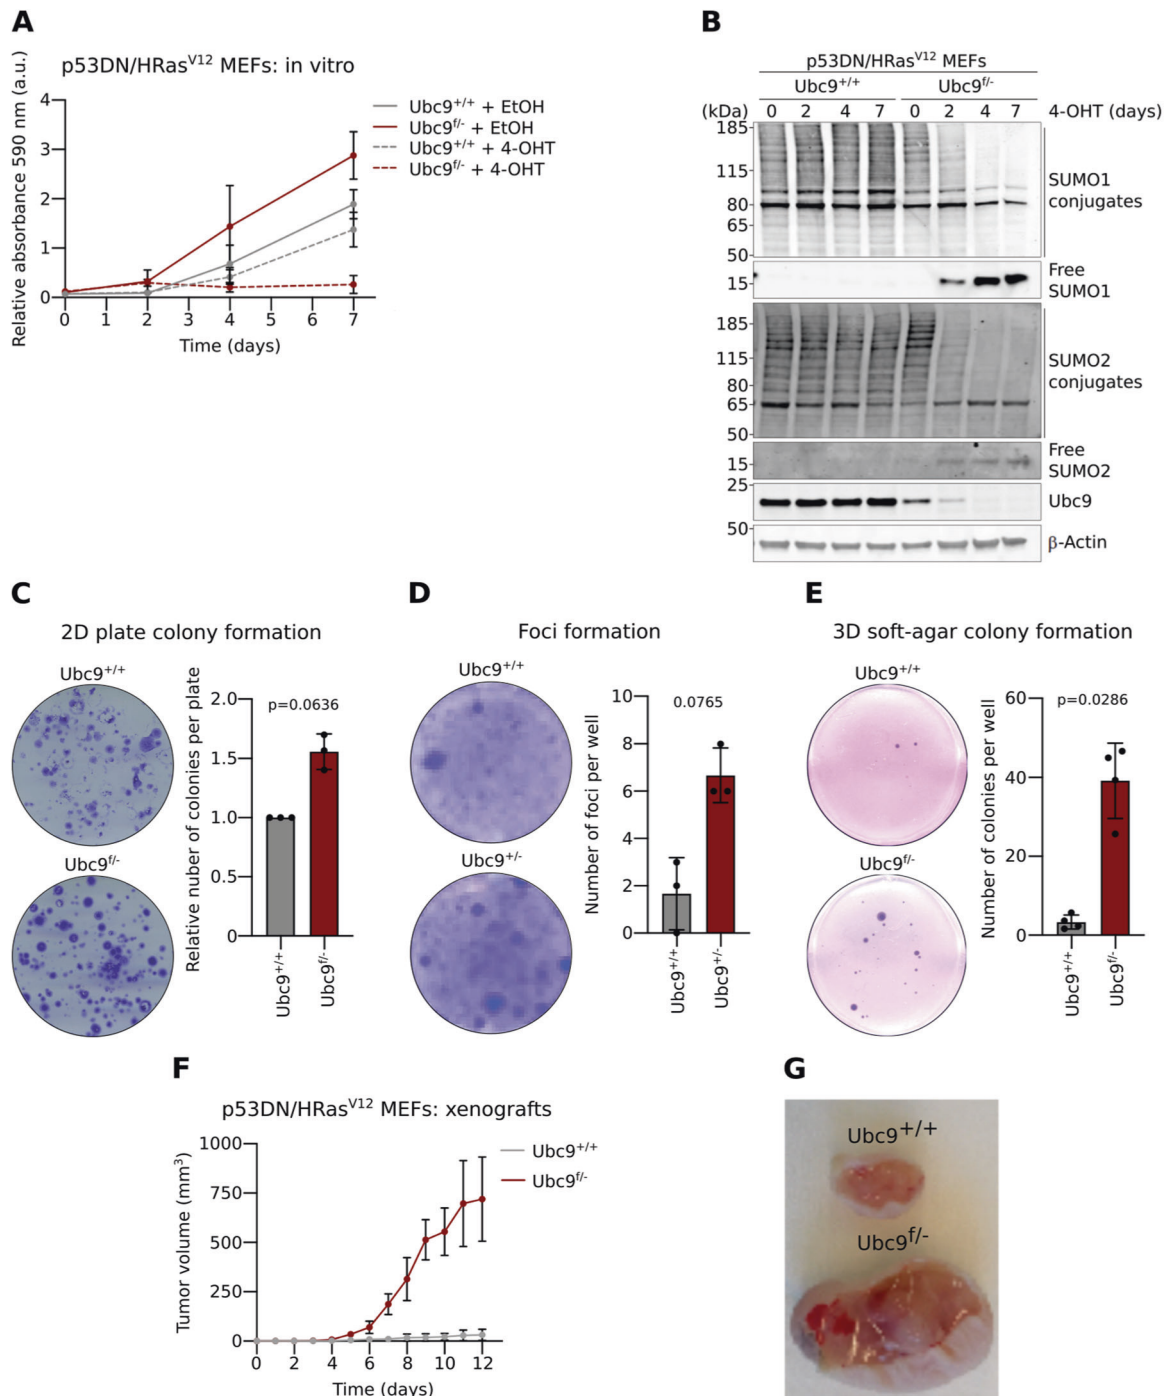 A
p53DN/HRasV12 MEFs: in vitro
Relative absorbance 590 nm (a.u.)
4
3
2
1
0
0 1 2 3 4 5 6 7
Time (days)
Ubc9+/+ + EtOH
Ubc9f/- + EtOH
Ubc9+/+ + 4-OHT
Ubc9f/- + 4-OHT
B
p53DN/HRasV12 MEFs
Ubc9+/+ Ubc9f/-
(kDa) 0 2 4 7 0 2 4 7 4-OHT (days)
185
115
80
65
50
SUMO1
conjugates
15
Free
SUMO1
185
115
80
65
50
SUMO2
conjugates
15
Free
SUMO2
25
Ubc9
50
β-Actin
C
2D plate colony formation
Ubc9+/+
Ubc9f/-
Relative nuber of colonies per plate
2.0
1.5
1.0
0.5
0
p=0.0636
Ubc9+/+
Ubc9f/-
D
Foci formation
Ubc9+/+
Ubc9+/-
Number of foci per well
10
8
6
4
2
0
0.0765
Ubc9+/+
Ubc9+/-
E
3D soft-agar colony formation
Ubc9+/+
Ubc9f/-
Number of colonies per well
60
40
20
0
p=0.0286
Ubc9+/+
Ubc9f/-
F
p53DN/HRasV12 MEFs: xenografts
Tumor volume (mm3)
1000
750
500
250
0
0 2 4 6 8 10 12
Time (days)
Ubc9+/+
Ubc9f/-
G
Ubc9+/+
Ubc9f/-